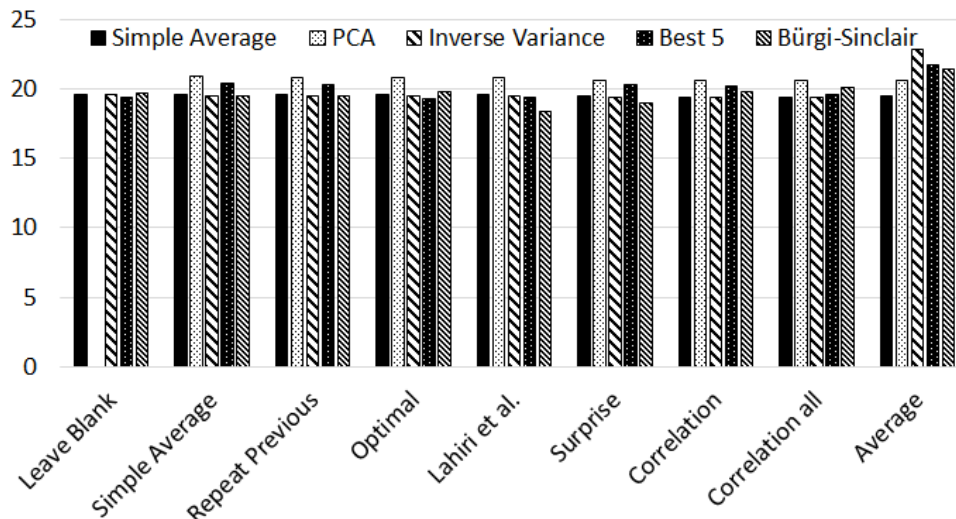 25
Simple Average PCA Inverse Variance Best 5 Bürgi-Sinclair
20
15
10
5
0
Leave Blank
Simple Average
Repeat Previous
Optimal
Lahiri et al.
Surprise
Correlation
Correlation all
Average